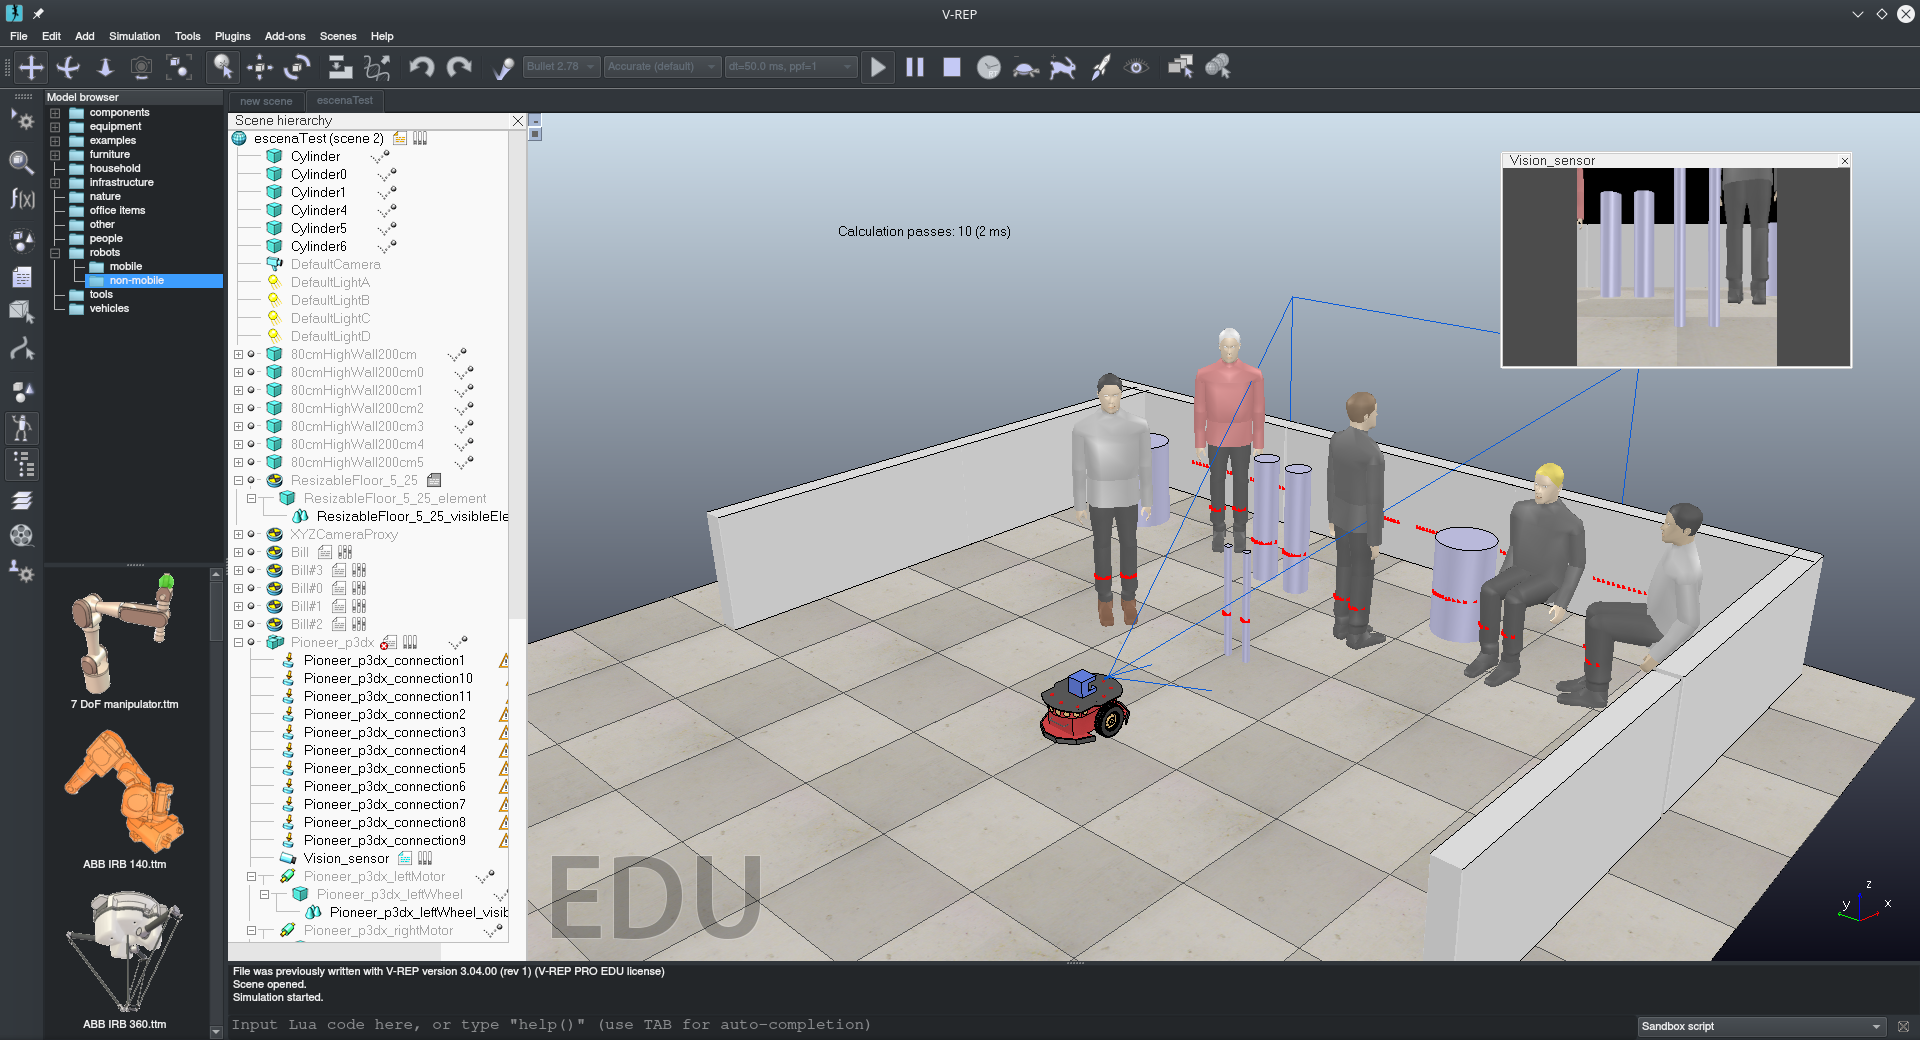 V-REP
File Edit Add Simulation Tools Plugins Add-ons Scenes Help
Bullet 2.78 Accurate (default) dt=50.0 ms, ppf=1
Model browser
components
equipment
examples
furniture
household
infrastructure
nature
office items
other
people
robots
mobile
non-mobile
tools
vehicles
7 DoF manipulator.ttm
ABB IRB 140.ttm
ABB IRB 360.ttm
new scene escenaTest
Scene hierarchy
escenaTest (scene 2)
Cylinder
Cylinder0
Cylinder1
Cylinder4
Cylinder5
Cylinder6
DefaultCamera
DefaultLightA
DefaultLightB
DefaultLightC
DefaultLightD
80cmHighWall200cm
80cmHighWall200cm0
80cmHighWall200cm1
80cmHighWall200cm2
80cmHighWall200cm3
80cmHighWall200cm4
80cmHighWall200cm5
ResizableFloor_5_25
ResizableFloor_5_25_element
ResizableFloor_5_25_visibleEle
XYZCameraProxy
Bill
Bill#3
Bill#0
Bill#1
Bill#2
Pioneer_p3dx
Pioneer_p3dx_connection1
Pioneer_p3dx_connection10
Pioneer_p3dx_connection11
Pioneer_p3dx_connection2
Pioneer_p3dx_connection3
Pioneer_p3dx_connection4
Pioneer_p3dx_connection5
Pioneer_p3dx_connection6
Pioneer_p3dx_connection7
Pioneer_p3dx_connection8
Pioneer_p3dx_connection9
Vision_sensor
Pioneer_p3dx_leftMotor
Pioneer_p3dx_leftWheel
Pioneer_p3dx_leftWheel_visib
Pioneer_p3dx_rightMotor
Calculation passes: 10 (2 ms)
Vision_sensor
EDU
z
y x
File was previously written with V-REP version 3.04.00 (rev 1) (V-REP PRO EDU license)
Scene opened.
Simulation started.
Input Lua code here, or type "help()" (use TAB for auto-completion)
Sandbox script